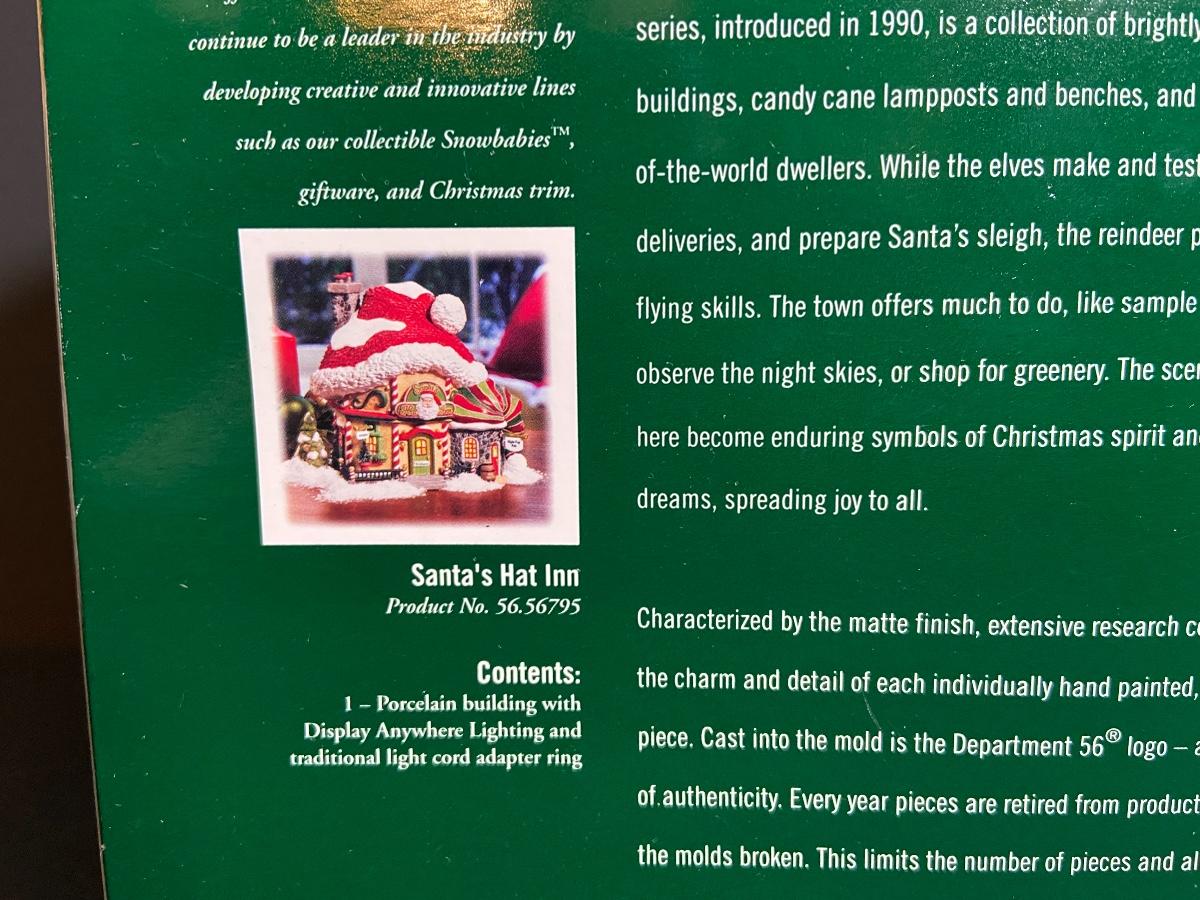 continue to be a leader in the industry by
developing creative and innovative lines
such as our collectible Snowbabies™,
giftware, and Christmas trim.
Santa's Hat Inn
Product No. 56.56795
Contents:
1 – Porcelain building with
Display Anywhere Lighting and
traditional light cord adapter ring
series, introduced in 1990, is a collection of brightly
buildings, candy cane lampposts and benches, and
of-the-world dwellers. While the elves make and test
deliveries, and prepare Santa's sleigh, the reindeer p
flying skills. The town offers much to do, like sample
observe the night skies, or shop for greenery. The scen
here become enduring symbols of Christmas spirit and
dreams, spreading joy to all.
Characterized by the matte finish, extensive research c
the charm and detail of each individually hand painted,
piece. Cast into the mold is the Department 56® logo – a
of authenticity. Every year pieces are retired from product
the molds broken. This limits the number of pieces and al